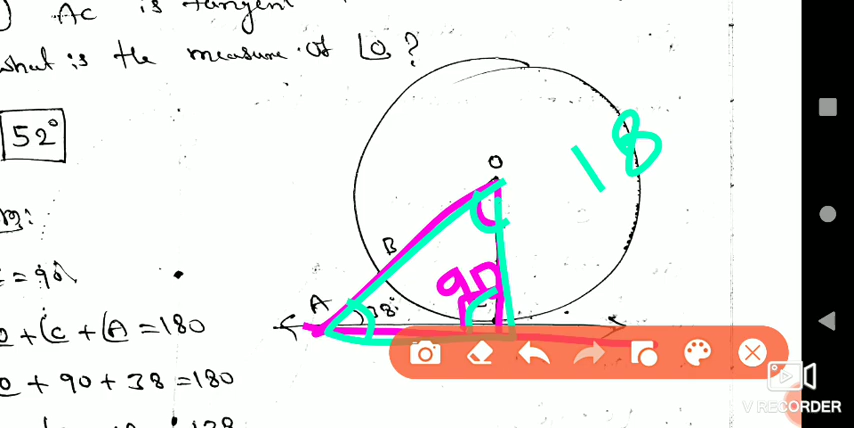 AC is tangent
what is the measure of ∠O?
52°
18
O
B
90
A
38°
= 90
+ ∠C + ∠A = 180
+ 90 + 38 = 180
V RECORDER